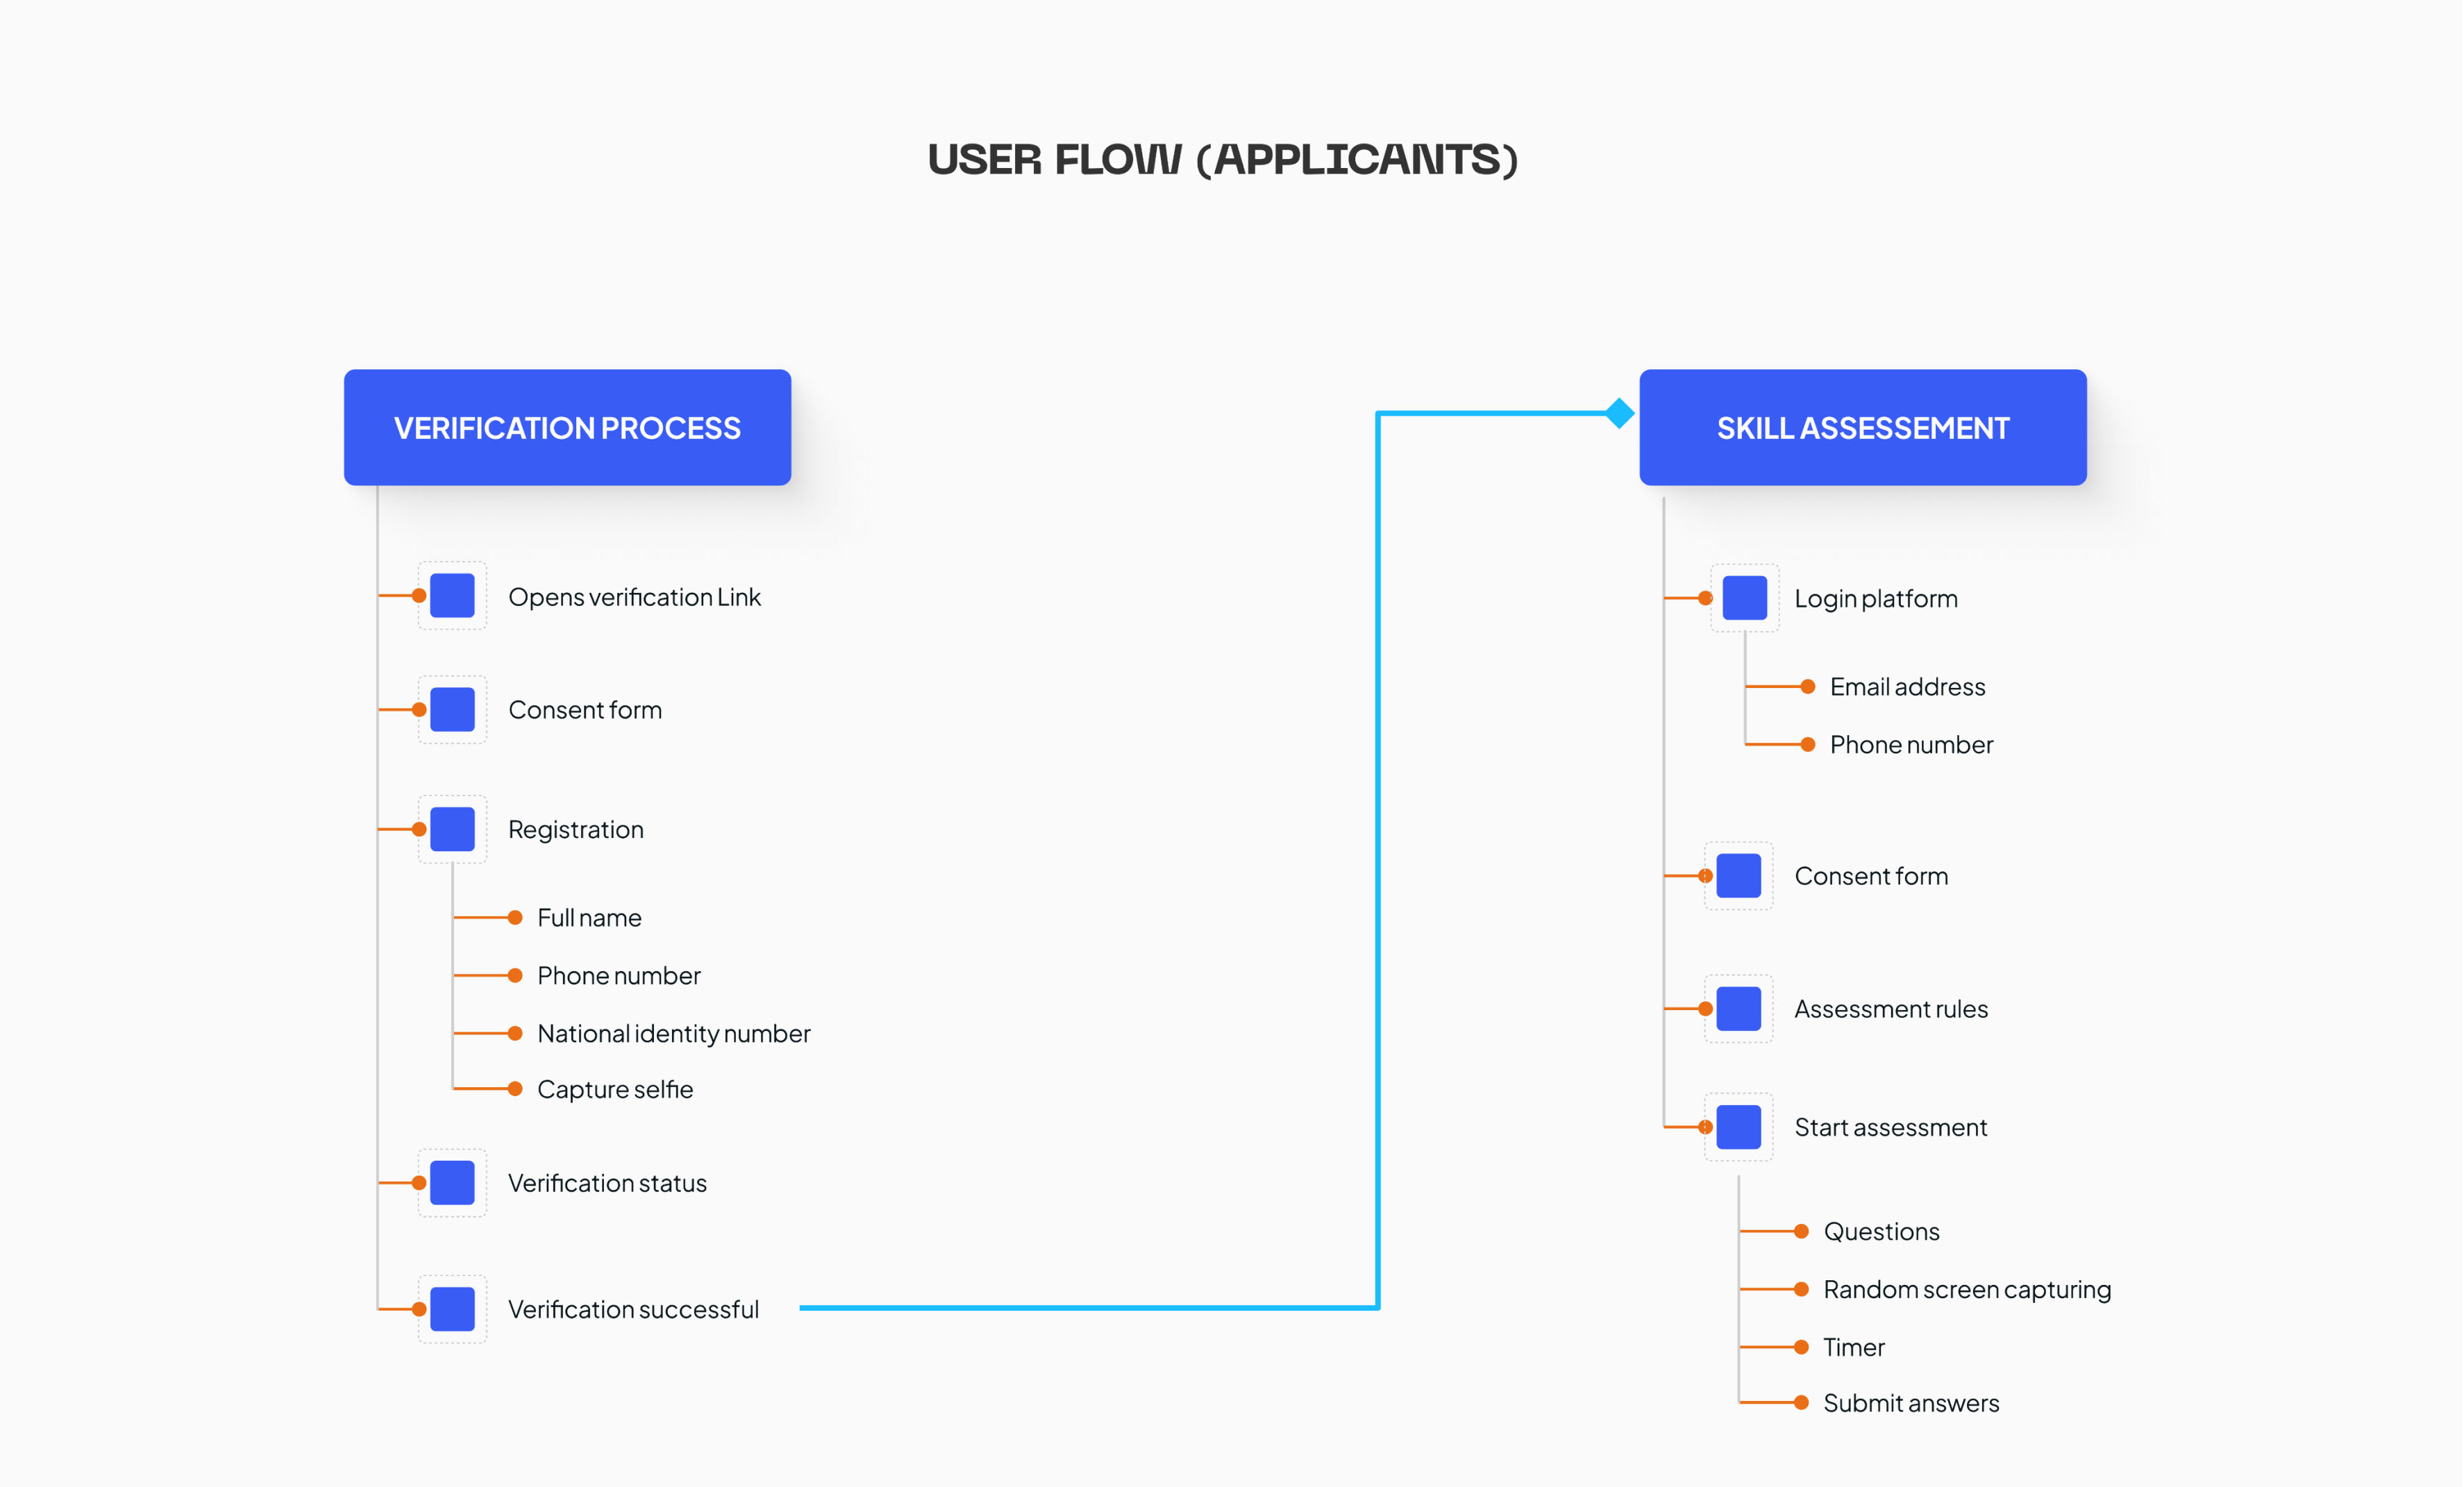 USER FLOW (APPLICANTS)
VERIFICATION PROCESS
Opens verification Link
Consent form
Registration
Full name
Phone number
National identity number
Capture selfie
Verification status
Verification successful
SKILL ASSESSEMENT
Login platform
Email address
Phone number
Consent form
Assessment rules
Start assessment
Questions
Random screen capturing
Timer
Submit answers